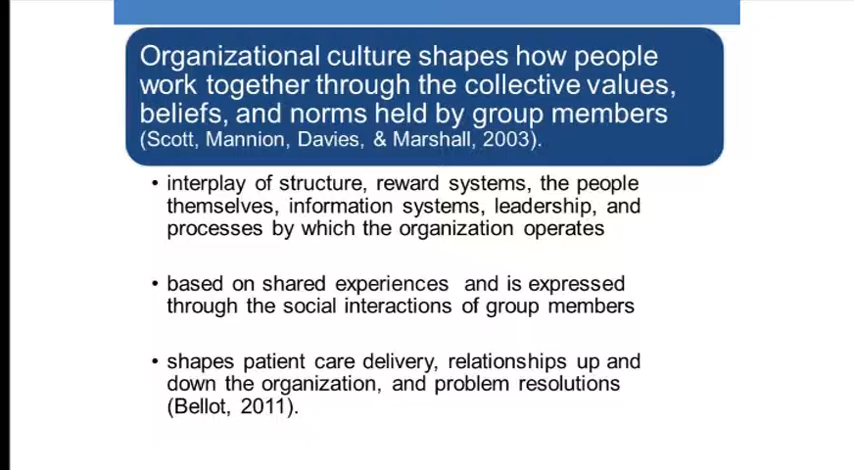 Organizational culture shapes how people
work together through the collective values,
beliefs, and norms held by group members
(Scott, Mannion, Davies, & Marshall, 2003).
• interplay of structure, reward systems, the people
themselves, information systems, leadership, and
processes by which the organization operates
• based on shared experiences and is expressed
through the social interactions of group members
• shapes patient care delivery, relationships up and
down the organization, and problem resolutions
(Bellot, 2011).